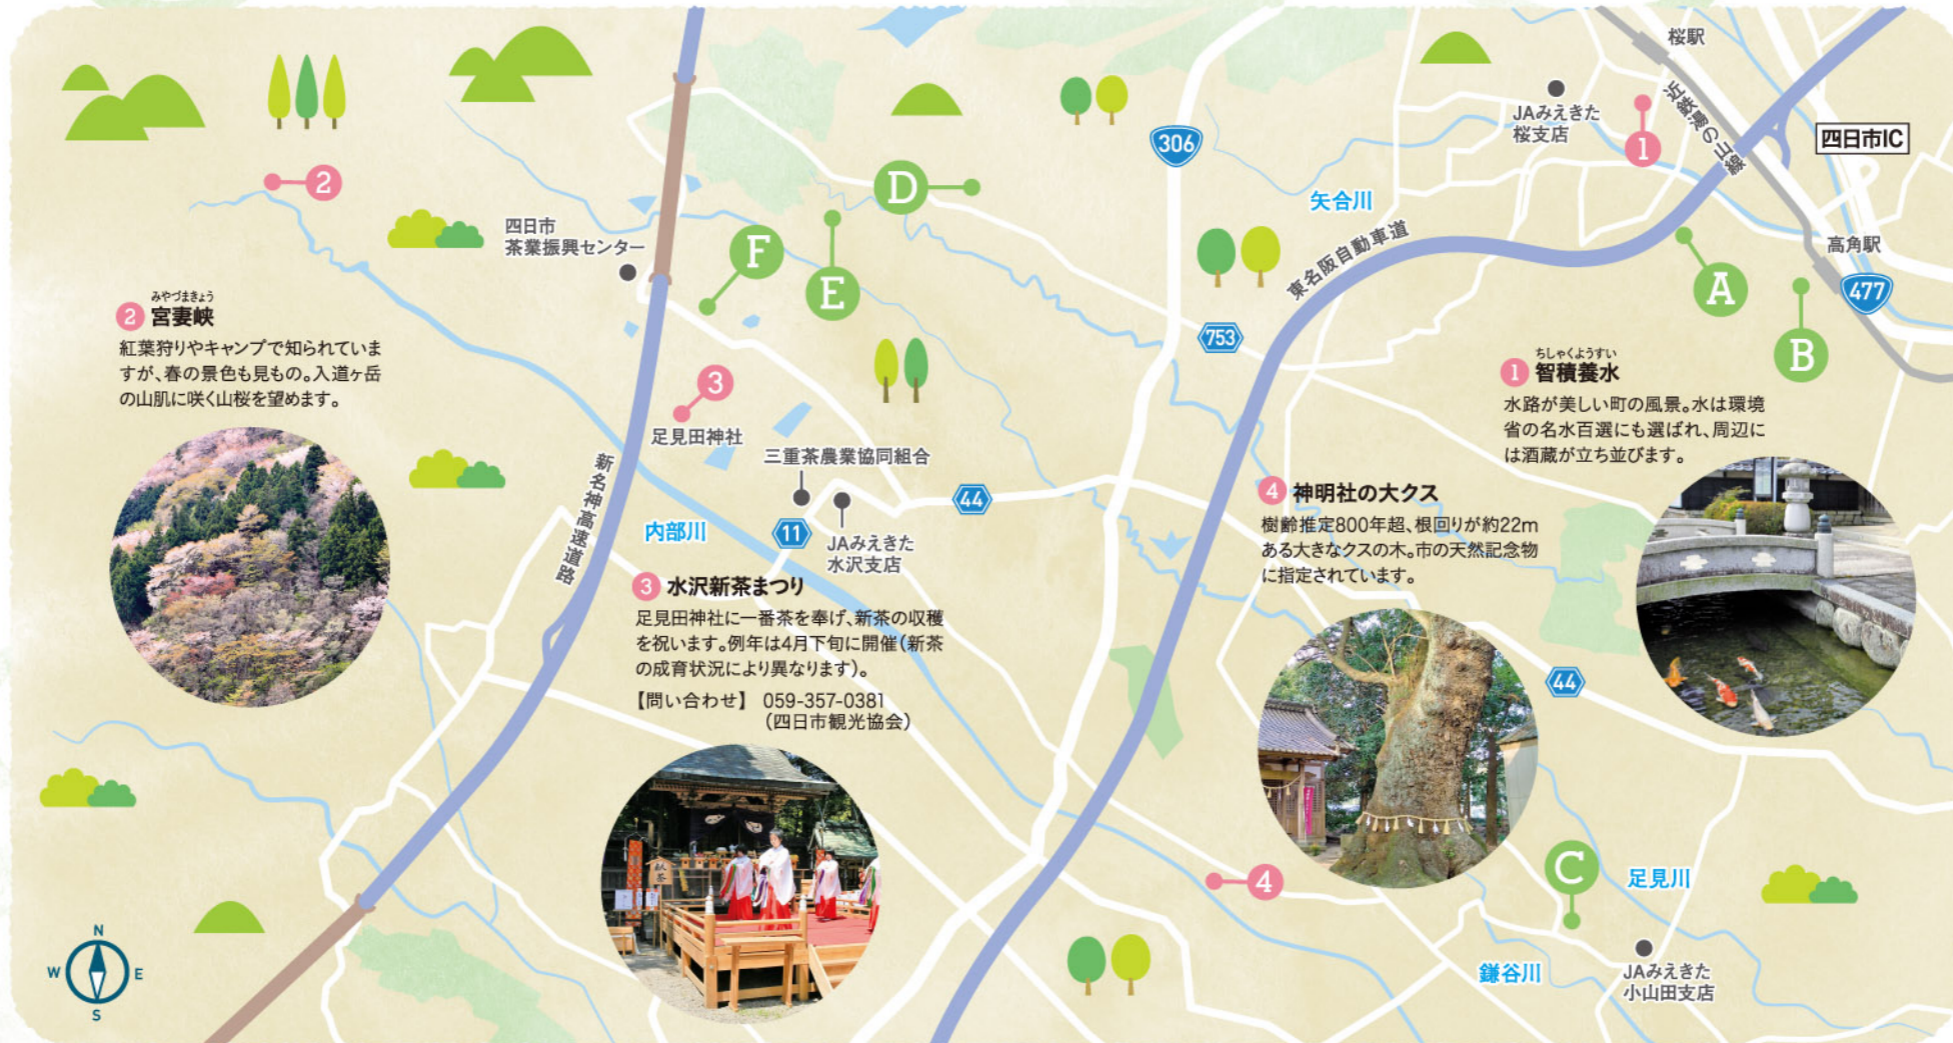 桜駅
JAみえきた
桜支店
1
近鉄湯の山線
四日市IC
306
2
D
矢合川
四日市
茶業振興センター
F
E
東名阪自動車道
高角駅
A
477
B
753
みやづまきょう
2 宮妻峡
紅葉狩りやキャンプで知られていま
すが、春の景色も見もの。入道ヶ岳
の山肌に咲く山桜を望めます。
3
足見田神社
三重茶農業協同組合
44
11
JAみえきた
水沢支店
新名神高速道路
内部川
ちしゃくようすい
1 智積養水
水路が美しい町の風景。水は環境
省の名水百選にも選ばれ、周辺に
は酒蔵が立ち並びます。
4 神明社の大クス
樹齢推定800年超、根回りが約22m
ある大きなクスの木。市の天然記念物
に指定されています。
3 水沢新茶まつり
足見田神社に一番茶を奉げ、新茶の収穫
を祝います。例年は4月下旬に開催(新茶
の成育状況により異なります)。
【問い合わせ】 059-357-0381
(四日市観光協会)
44
献茶
4
C
足見川
鎌谷川
JAみえきた
小山田支店
N
W E
S